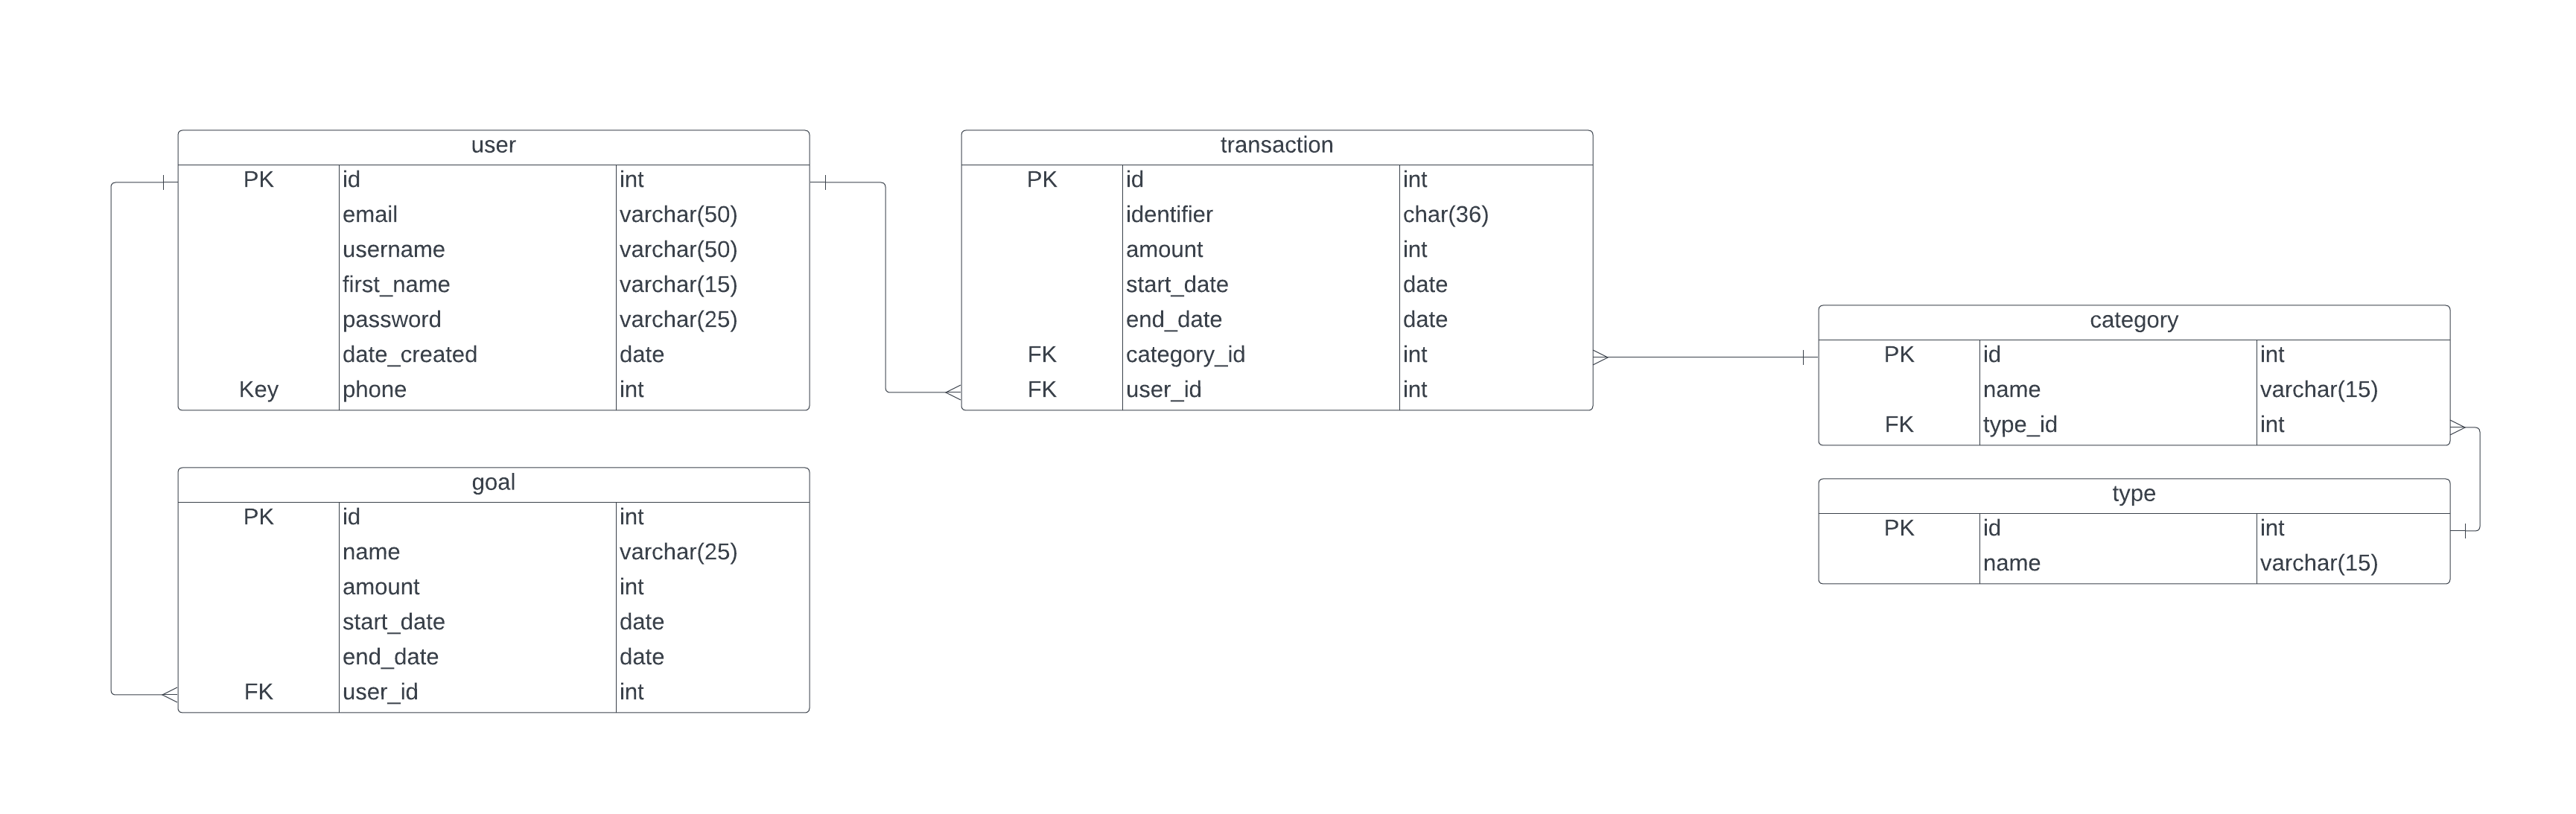 user
PK id int
email varchar(50)
username varchar(50)
first_name varchar(15)
password varchar(25)
date_created date
Key phone int
goal
PK id int
name varchar(25)
amount int
start_date date
end_date date
FK user_id int
transaction
PK id int
identifier char(36)
amount int
start_date date
end_date date
FK category_id int
FK user_id int
category
PK id int
name varchar(15)
FK type_id int
type
PK id int
name varchar(15)